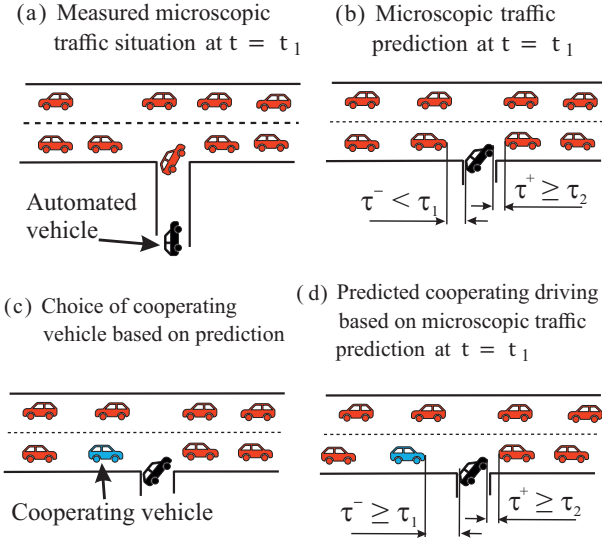 (a) Measured microscopic
traffic situation at t = t₁
(b) Microscopic traffic
prediction at t = t₁
Automated
vehicle
τ⁻ < τ₁
τ⁺ ≥ τ₂
(c) Choice of cooperating
vehicle based on prediction
(d) Predicted cooperating driving
based on microscopic traffic
prediction at t = t₁
Cooperating vehicle
τ⁻ ≥ τ₁
τ⁺ ≥ τ₂